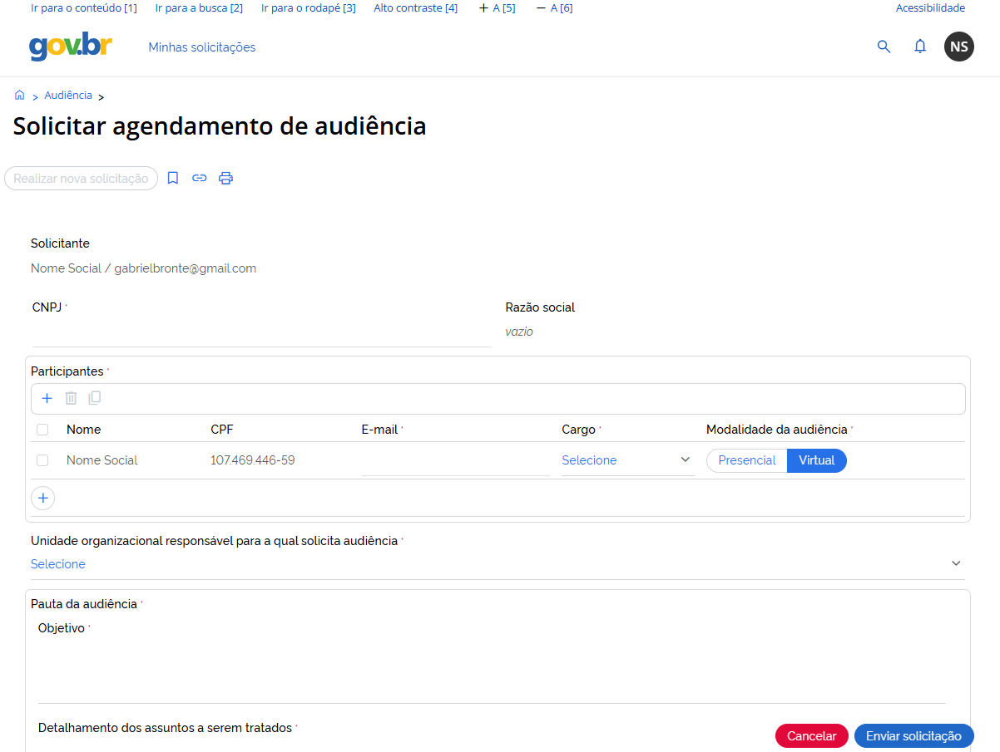 Ir para o conteúdo [1] Ir para a busca [2] Ir para o rodapé [3] Alto contraste [4] + A [5] − A [6] Acessibilidade
gov.br Minhas solicitações NS
> Audiência >
Solicitar agendamento de audiência
Realizar nova solicitação
Solicitante
Nome Social / gabrielbronte@gmail.com
CNPJ * Razão social
vazio
Participantes *
Nome CPF E-mail * Cargo * Modalidade da audiência *
Nome Social 107.469.446-59 Selecione Presencial Virtual
Unidade organizacional responsável para a qual solicita audiência *
Selecione
Pauta da audiência *
Objetivo *
Detalhamento dos assuntos a serem tratados *
Cancelar Enviar solicitação